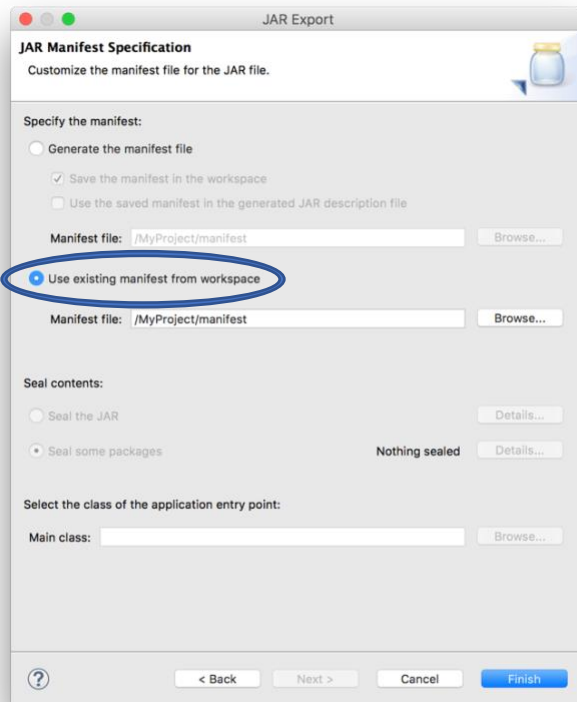 JAR Export
JAR Manifest Specification
Customize the manifest file for the JAR file.
Specify the manifest:
Generate the manifest file
Save the manifest in the workspace
Use the saved manifest in the generated JAR description file
Manifest file: /MyProject/manifest Browse...
Use existing manifest from workspace
Manifest file: /MyProject/manifest Browse...
Seal contents:
Seal the JAR Details...
Seal some packages Nothing sealed Details...
Select the class of the application entry point:
Main class: Browse...
? < Back Next > Cancel Finish